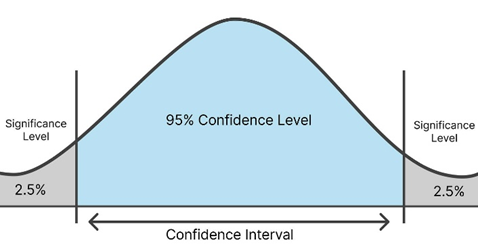 95% Confidence Level
Significance
Level
Significance
Level
2.5%
2.5%
Confidence Interval